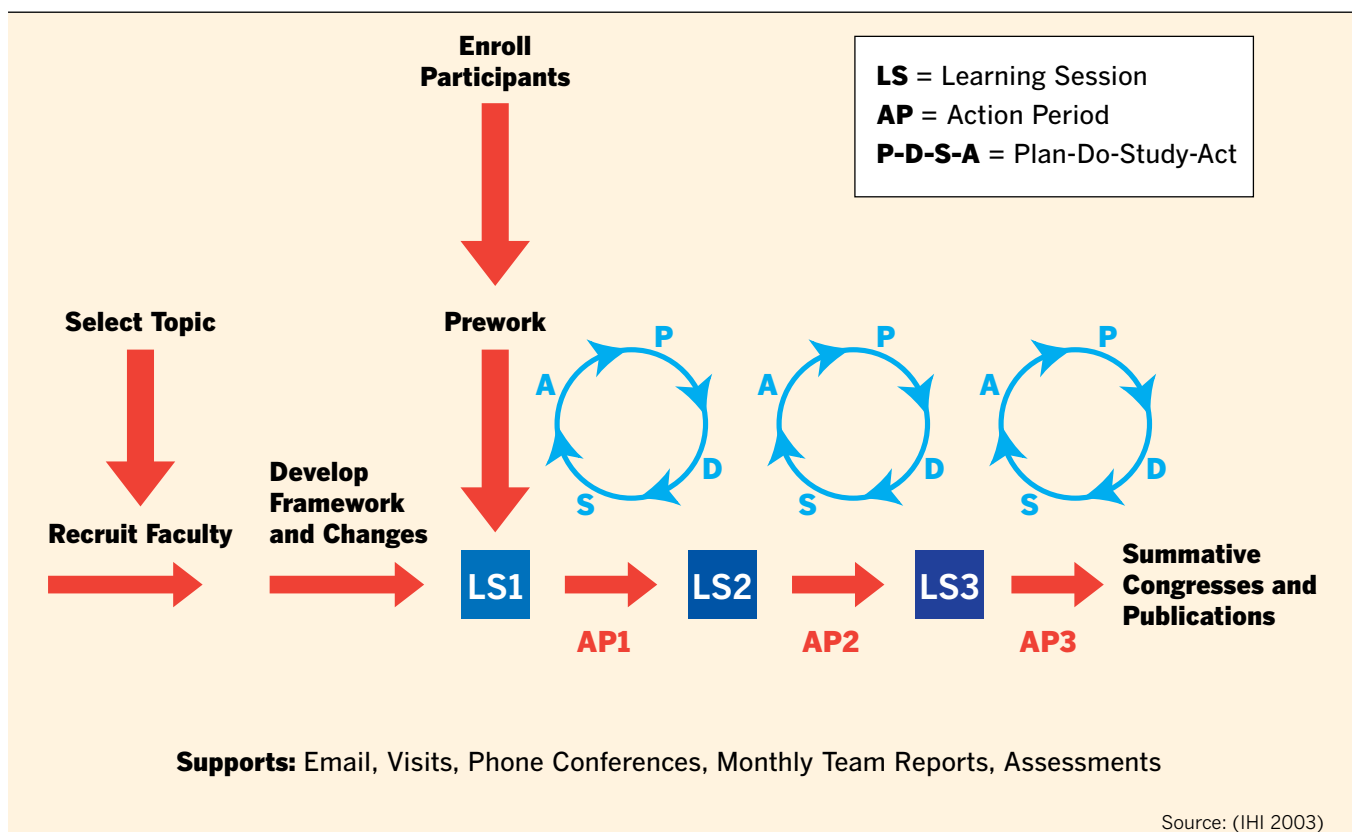 Enroll
Participants
LS = Learning Session
AP = Action Period
P-D-S-A = Plan-Do-Study-Act
Select Topic
Prework
P
A
D
S
P
A
D
S
P
A
D
S
Recruit Faculty
Develop
Framework
and Changes
LS1
LS2
LS3
AP1
AP2
AP3
Summative
Congresses and
Publications
Supports: Email, Visits, Phone Conferences, Monthly Team Reports, Assessments
Source: (IHI 2003)